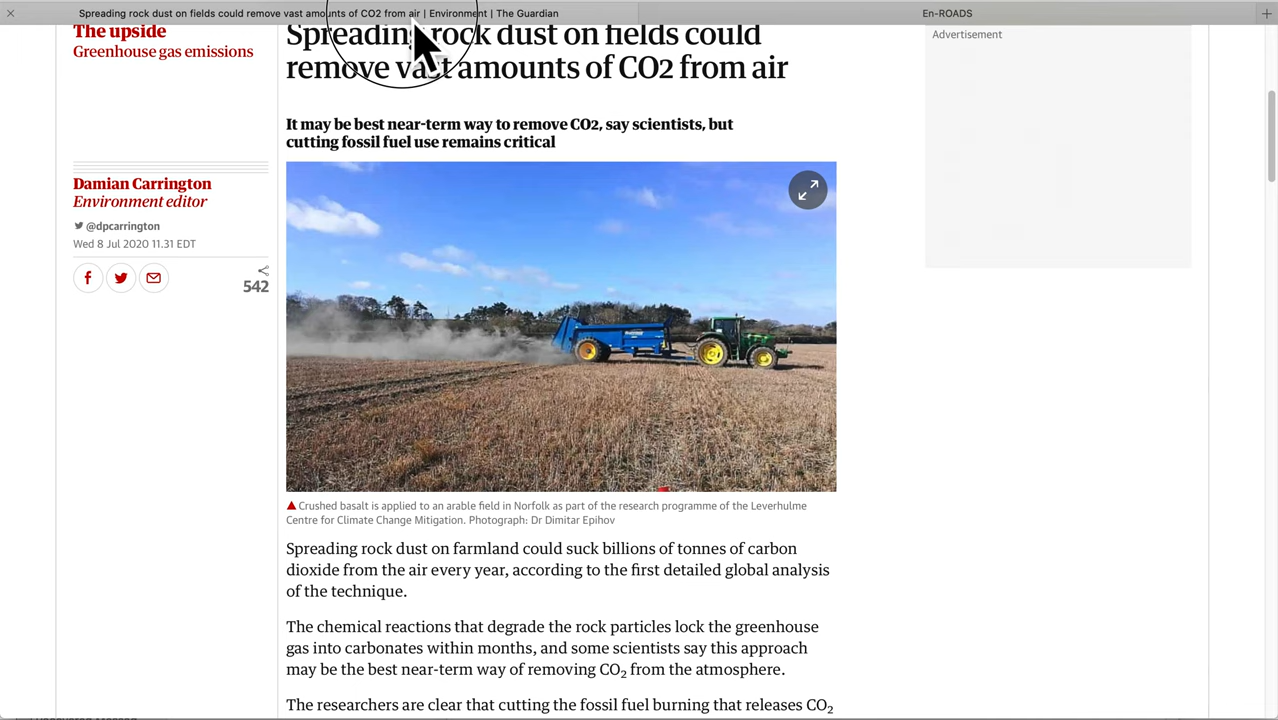 Spreading rock dust on fields could remove vast amounts of CO2 from air | Environment | The Guardian
En-ROADS
The upside
Greenhouse gas emissions
Spreading rock dust on fields could
remove vast amounts of CO2 from air
Advertisement
It may be best near-term way to remove CO2, say scientists, but
cutting fossil fuel use remains critical
Damian Carrington
Environment editor
@dpcarrington
Wed 8 Jul 2020 11.31 EDT
542
Crushed basalt is applied to an arable field in Norfolk as part of the research programme of the Leverhulme
Centre for Climate Change Mitigation. Photograph: Dr Dimitar Epihov
Spreading rock dust on farmland could suck billions of tonnes of carbon
dioxide from the air every year, according to the first detailed global analysis
of the technique.
The chemical reactions that degrade the rock particles lock the greenhouse
gas into carbonates within months, and some scientists say this approach
may be the best near-term way of removing CO₂ from the atmosphere.
The researchers are clear that cutting the fossil fuel burning that releases CO₂